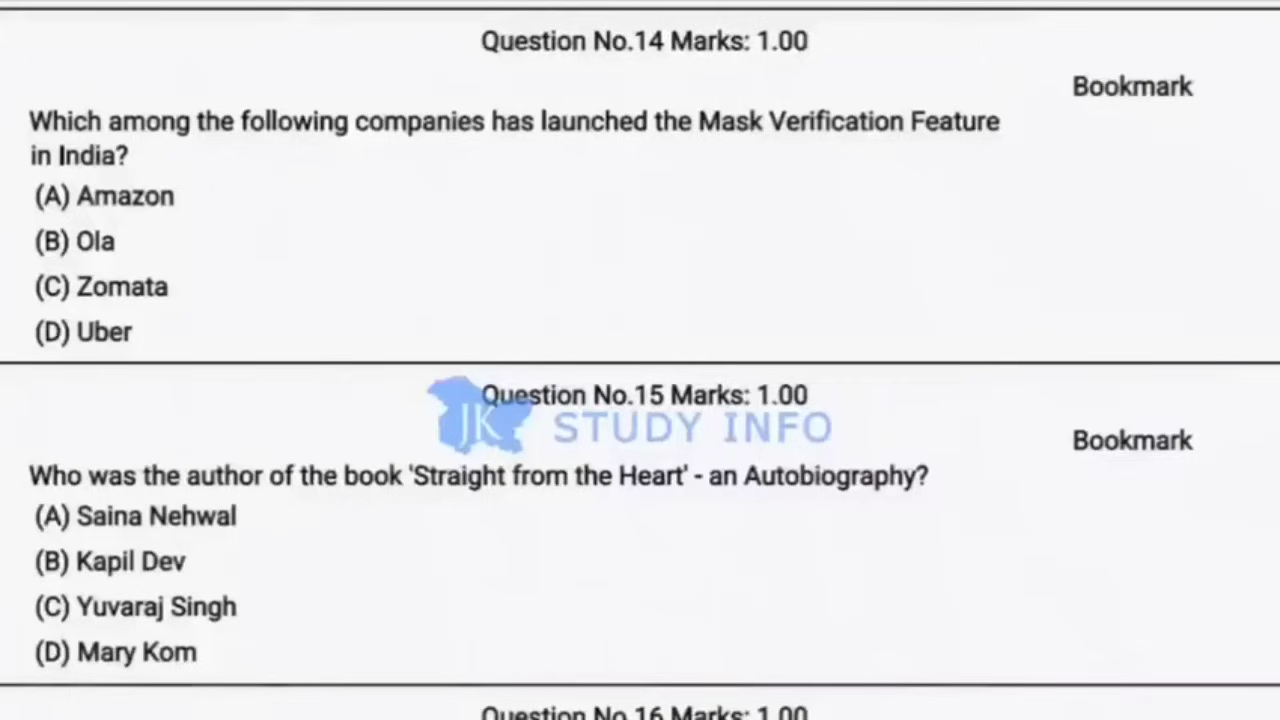 Question No.14 Marks: 1.00
Bookmark
Which among the following companies has launched the Mask Verification Feature
in India?
(A) Amazon
(B) Ola
(C) Zomata
(D) Uber
Question No.15 Marks: 1.00
JK STUDY INFO
Bookmark
Who was the author of the book 'Straight from the Heart' - an Autobiography?
(A) Saina Nehwal
(B) Kapil Dev
(C) Yuvaraj Singh
(D) Mary Kom
Question No.16 Marks: 1.00